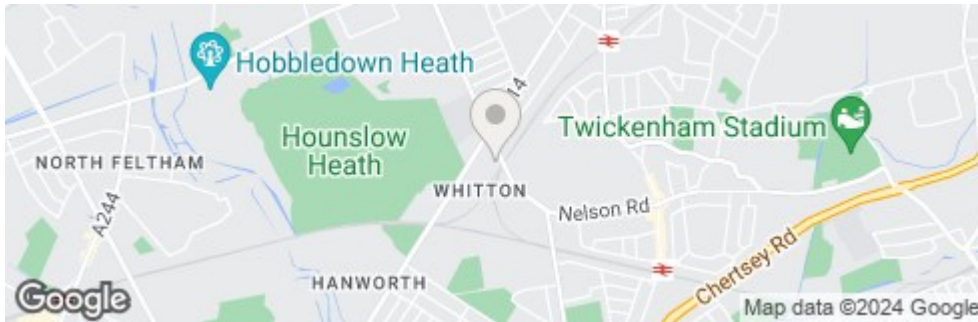 Hobbledown Heath
14
Hounslow
Heath
Twickenham Stadium
NORTH FELTHAM
WHITTON
A244
Nelson Rd
Chertsey Rd
HANWORTH
Google
Map data ©2024 Google